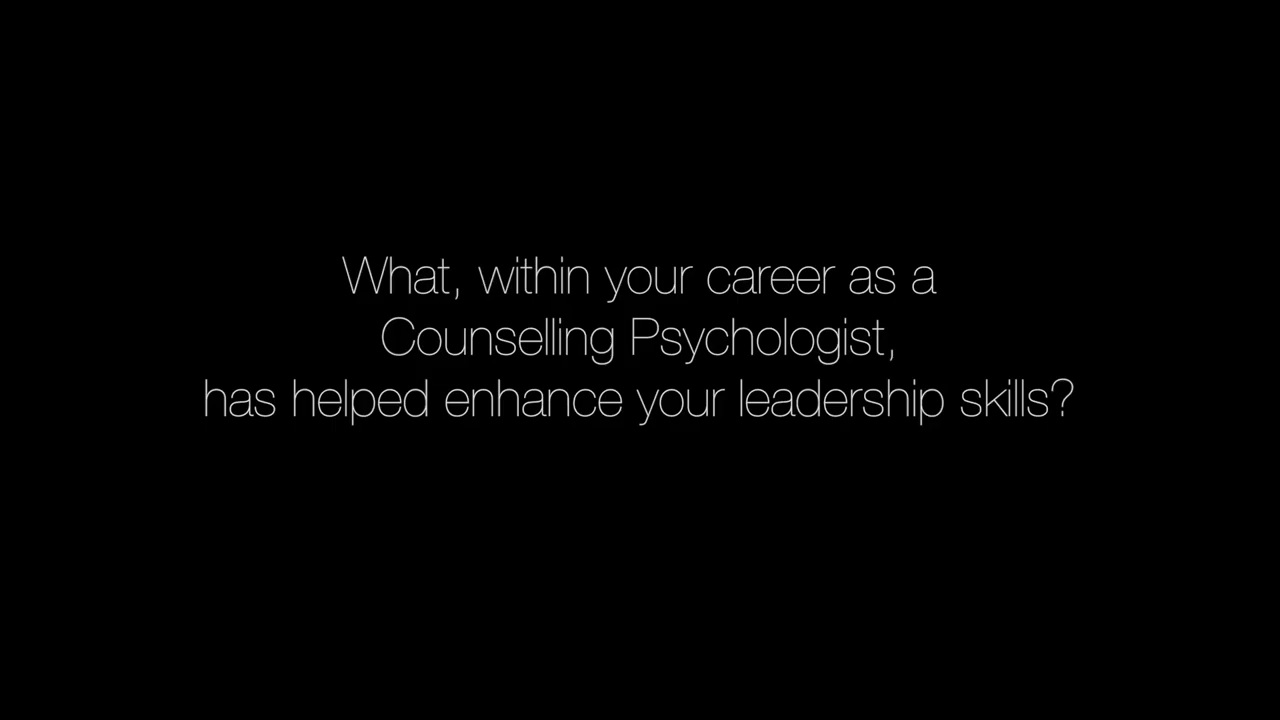 What, within your career as a
Counselling Psychologist,
has helped enhance your leadership skills?